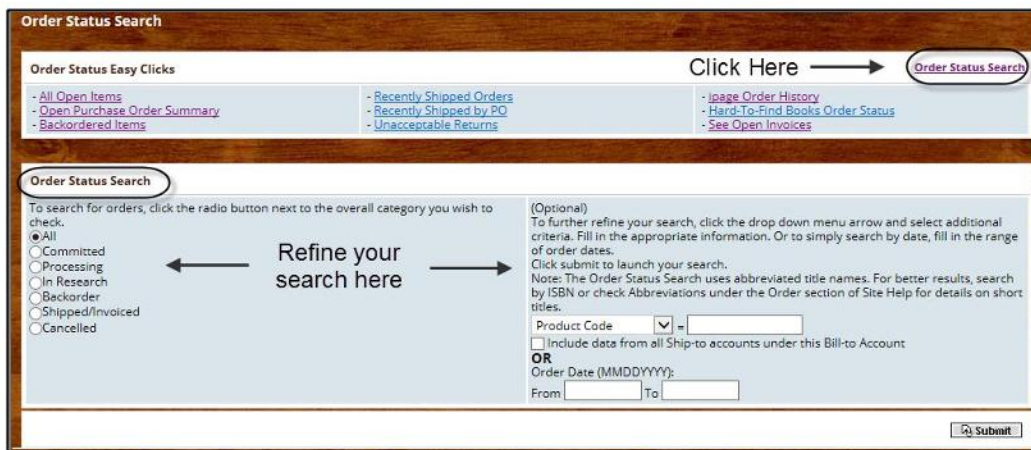 Order Status Search
Order Status Easy Clicks
Click Here
Order Status Search
- All Open Items
- Open Purchase Order Summary
- Backordered Items
- Recently Shipped Orders
- Recently Shipped by PO
- Unacceptable Returns
- ipage Order History
- Hard-To-Find Books Order Status
- See Open Invoices
Order Status Search
To search for orders, click the radio button next to the overall category you wish to
check.
All
Committed
Processing
In Research
Backorder
Shipped/Invoiced
Cancelled
Refine your
search here
(Optional)
To further refine your search, click the drop down menu arrow and select additional
criteria. Fill in the appropriate information. Or to simply search by date, fill in the range
of order dates.
Click submit to launch your search.
Note: The Order Status Search uses abbreviated title names. For better results, search
by ISBN or check Abbreviations under the Order section of Site Help for details on short
titles.
Product Code =
Include data from all Ship-to accounts under this Bill-to Account
OR
Order Date (MMDDYYYY):
From To
Submit